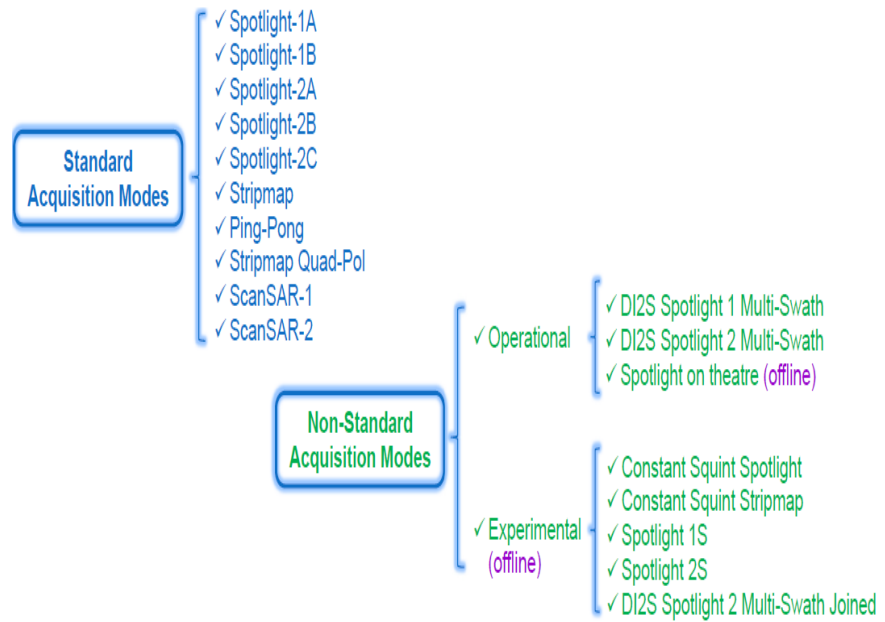 Standard
Acquisition Modes
✓ Spotlight-1A
✓ Spotlight-1B
✓ Spotlight-2A
✓ Spotlight-2B
✓ Spotlight-2C
✓ Stripmap
✓ Ping-Pong
✓ Stripmap Quad-Pol
✓ ScanSAR-1
✓ ScanSAR-2
Non-Standard
Acquisition Modes
✓ Operational
✓ DI2S Spotlight 1 Multi-Swath
✓ DI2S Spotlight 2 Multi-Swath
✓ Spotlight on theatre (offline)
✓ Experimental
(offline)
✓ Constant Squint Spotlight
✓ Constant Squint Stripmap
✓ Spotlight 1S
✓ Spotlight 2S
✓ DI2S Spotlight 2 Multi-Swath Joined